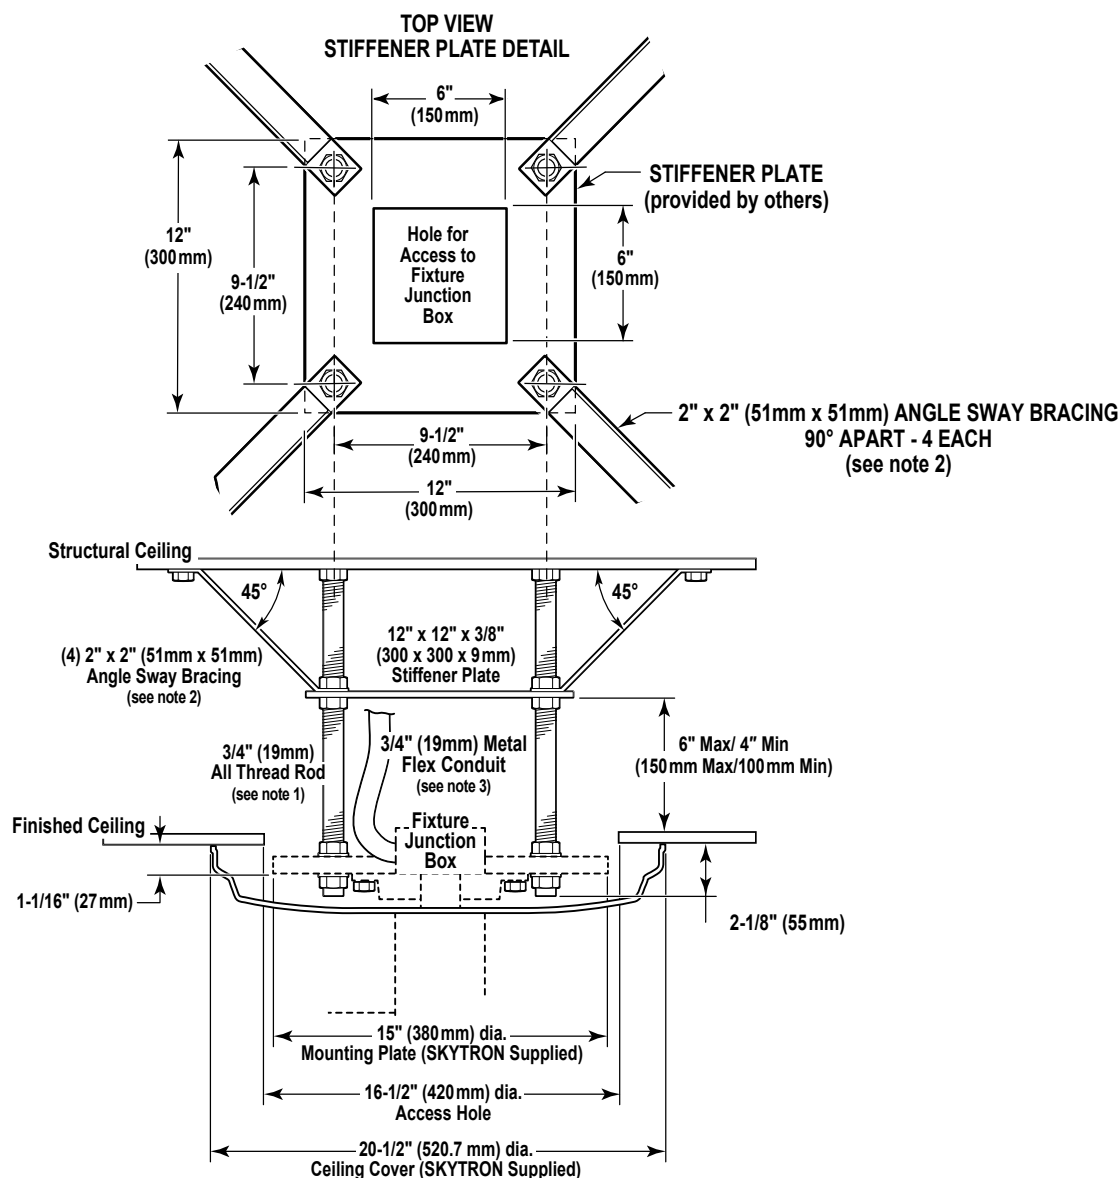 TOP VIEW
STIFFENER PLATE DETAIL
6"
(150mm)
STIFFENER PLATE
(provided by others)
12"
(300mm)
9-1/2"
(240mm)
Hole for
Access to
Fixture
Junction
Box
6"
(150mm)
2" x 2" (51mm x 51mm) ANGLE SWAY BRACING
90° APART - 4 EACH
(see note 2)
9-1/2"
(240mm)
12"
(300mm)
Structural Ceiling
45°
45°
(4) 2" x 2" (51mm x 51mm)
Angle Sway Bracing
(see note 2)
12" x 12" x 3/8"
(300 x 300 x 9mm)
Stiffener Plate
3/4" (19mm)
All Thread Rod
(see note 1)
3/4" (19mm) Metal
Flex Conduit
(see note 3)
6" Max/ 4" Min
(150mm Max/100mm Min)
Finished Ceiling
Fixture
Junction
Box
1-1/16" (27mm)
2-1/8" (55mm)
15" (380mm) dia.
Mounting Plate (SKYTRON Supplied)
16-1/2" (420mm) dia.
Access Hole
20-1/2" (520.7 mm) dia.
Ceiling Cover (SKYTRON Supplied)